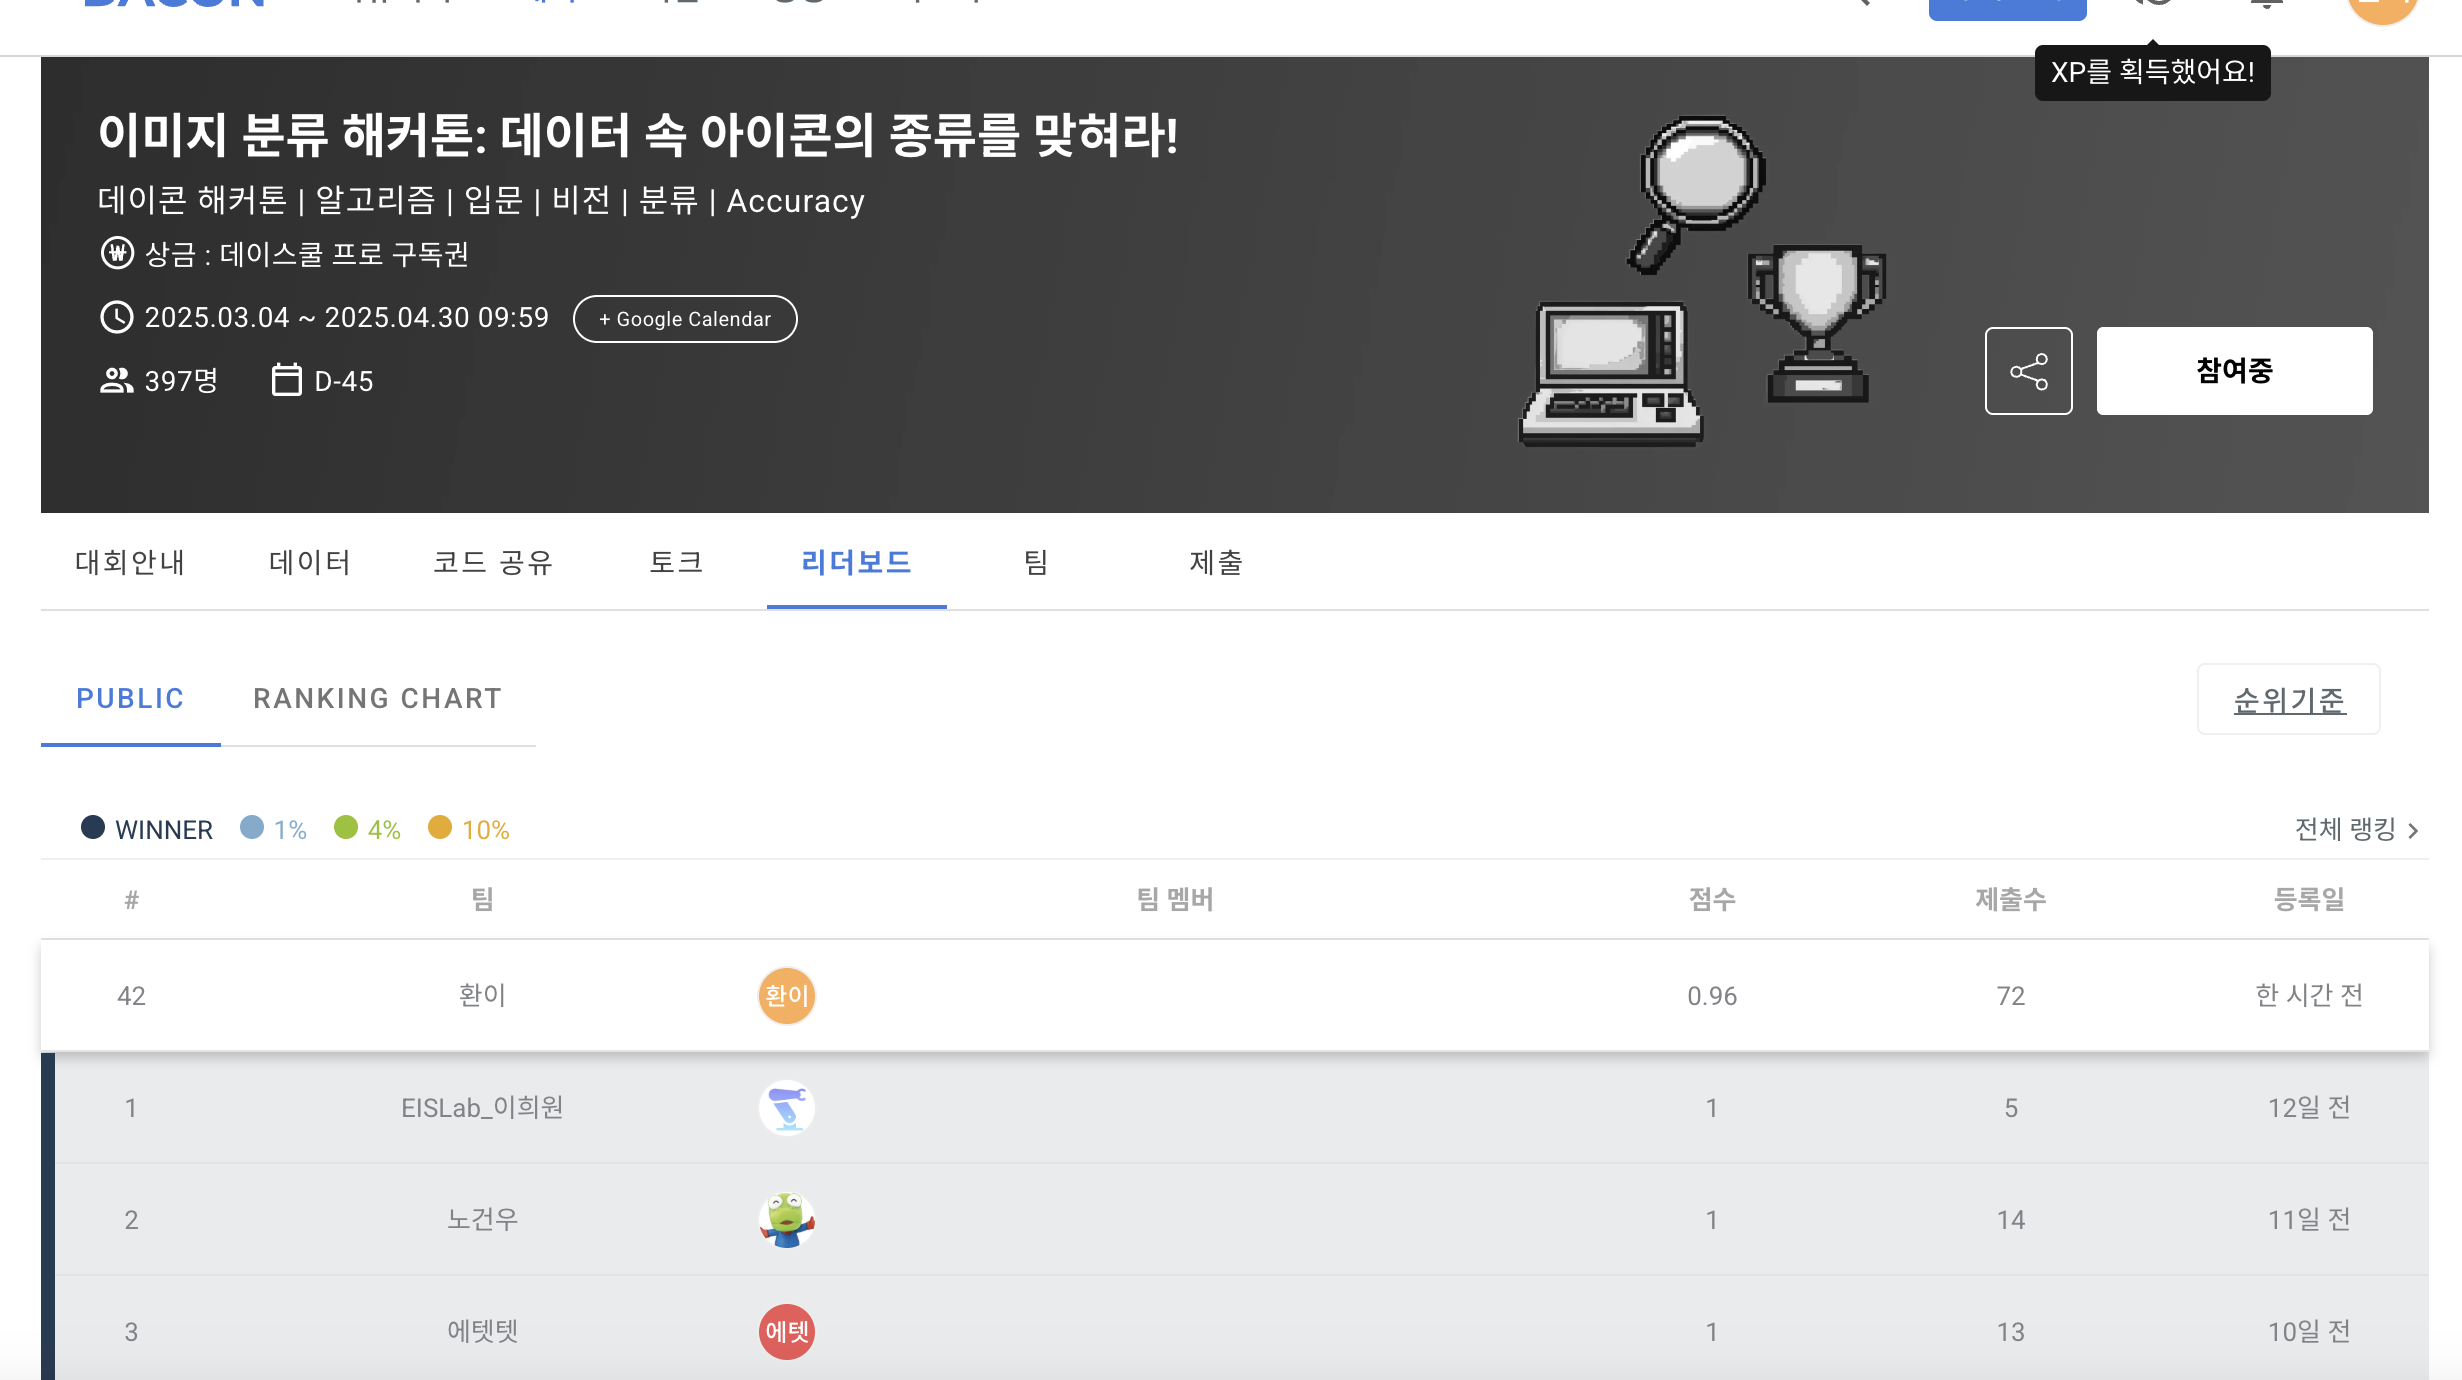 DACON
XP를 획득했어요!
이미지 분류 해커톤: 데이터 속 아이콘의 종류를 맞혀라!
데이콘 해커톤 | 알고리즘 | 입문 | 비전 | 분류 | Accuracy
상금 : 데이스쿨 프로 구독권
2025.03.04 ~ 2025.04.30 09:59 + Google Calendar
397명 D-45
참여중
대회안내 데이터 코드 공유 토크 리더보드 팀 제출
PUBLIC RANKING CHART 순위기준
WINNER 1% 4% 10% 전체 랭킹
# 팀 팀 멤버 점수 제출수 등록일
42 환이 환이 0.96 72 한 시간 전
1 EISLab_이희원 1 5 12일 전
2 노건우 1 14 11일 전
3 에텟텟 에텟 1 13 10일 전